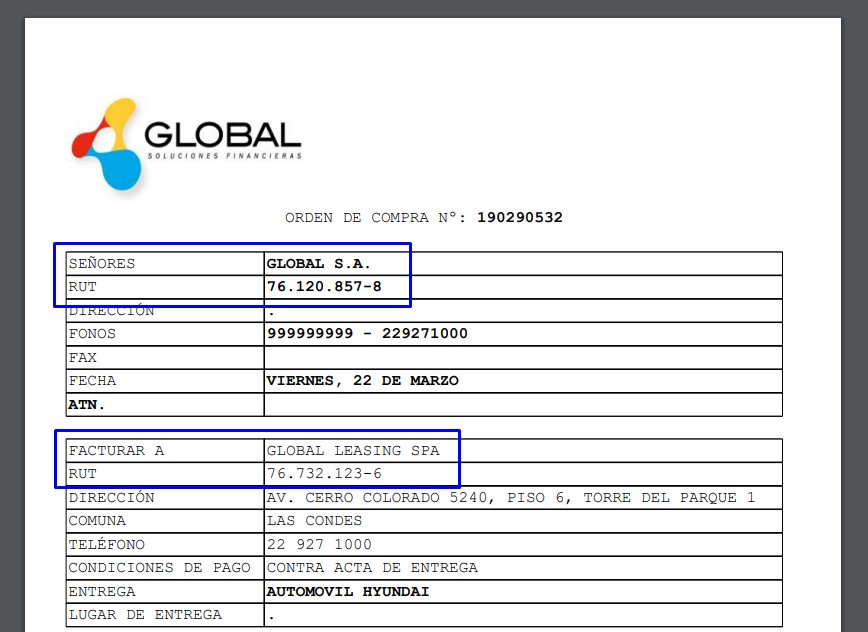 GLOBAL
SOLUCIONES FINANCIERAS
ORDEN DE COMPRA Nº: 190290532
SEÑORES GLOBAL S.A.
RUT 76.120.857-8
DIRECCIÓN .
FONOS 999999999 - 229271000
FAX
FECHA VIERNES, 22 DE MARZO
ATN.
FACTURAR A GLOBAL LEASING SPA
RUT 76.732.123-6
DIRECCIÓN AV. CERRO COLORADO 5240, PISO 6, TORRE DEL PARQUE 1
COMUNA LAS CONDES
TELÉFONO 22 927 1000
CONDICIONES DE PAGO CONTRA ACTA DE ENTREGA
ENTREGA AUTOMOVIL HYUNDAI
LUGAR DE ENTREGA .